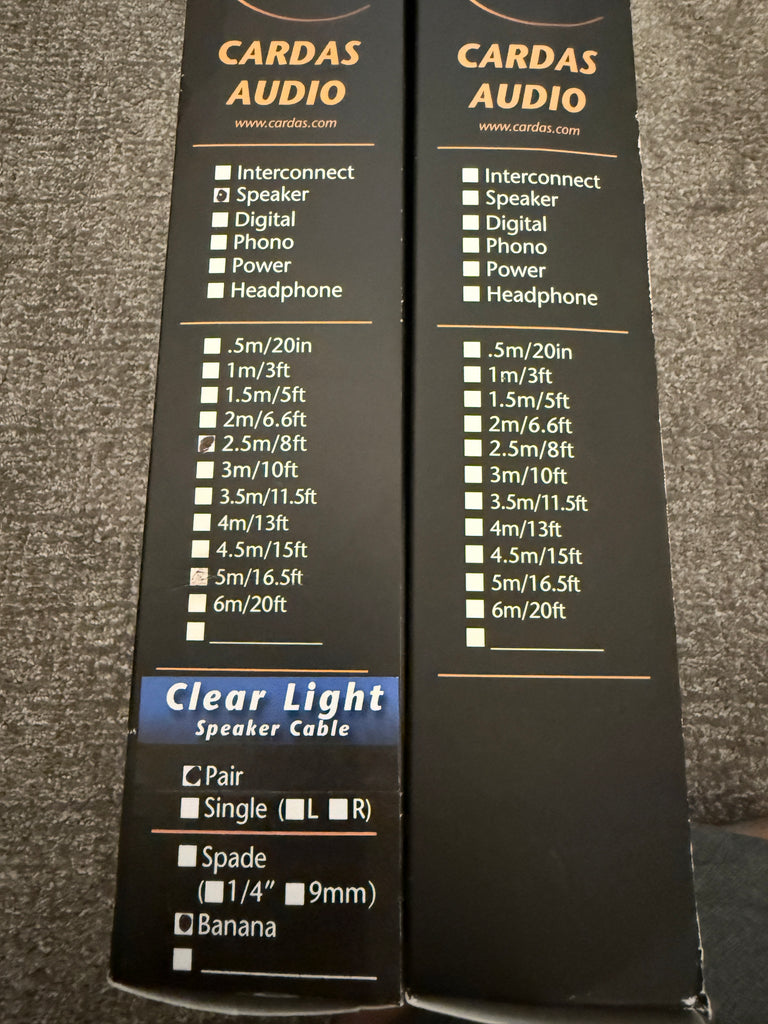 CARDAS
AUDIO
www.cardas.com
Interconnect
Speaker
Digital
Phono
Power
Headphone
.5m/20in
1m/3ft
1.5m/5ft
2m/6.6ft
2.5m/8ft
3m/10ft
3.5m/11.5ft
4m/13ft
4.5m/15ft
5m/16.5ft
6m/20ft
Clear Light
Speaker Cable
Pair
Single (L R)
Spade
(1/4" 9mm)
Banana
CARDAS
AUDIO
www.cardas.com
Interconnect
Speaker
Digital
Phono
Power
Headphone
.5m/20in
1m/3ft
1.5m/5ft
2m/6.6ft
2.5m/8ft
3m/10ft
3.5m/11.5ft
4m/13ft
4.5m/15ft
5m/16.5ft
6m/20ft